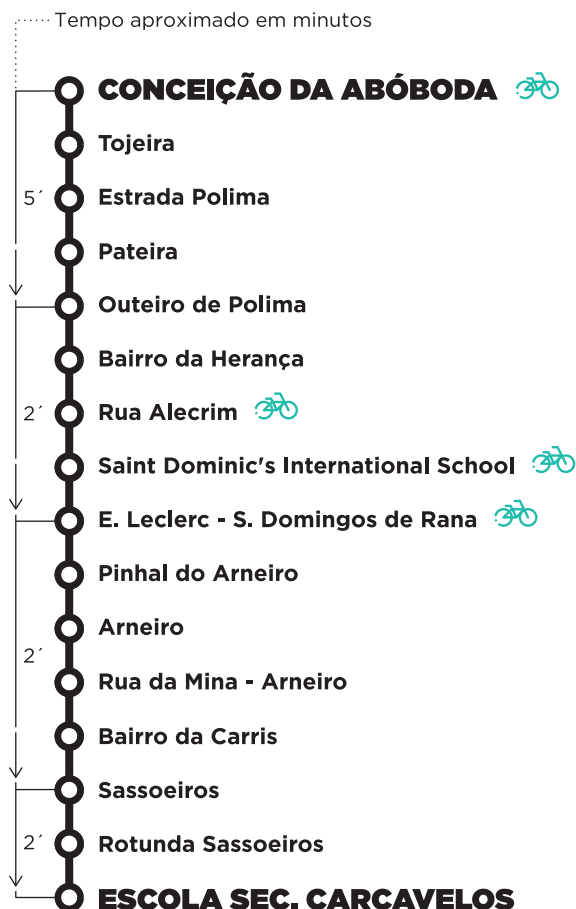 Tempo aproximado em minutos
CONCEIÇÃO DA ABÓBODA
Tojeira
5´ Estrada Polima
Pateira
Outeiro de Polima
Bairro da Herança
2´ Rua Alecrim
Saint Dominic's International School
E. Leclerc - S. Domingos de Rana
Pinhal do Arneiro
Arneiro
2´
Rua da Mina - Arneiro
Bairro da Carris
Sassoeiros
2´ Rotunda Sassoeiros
ESCOLA SEC. CARCAVELOS